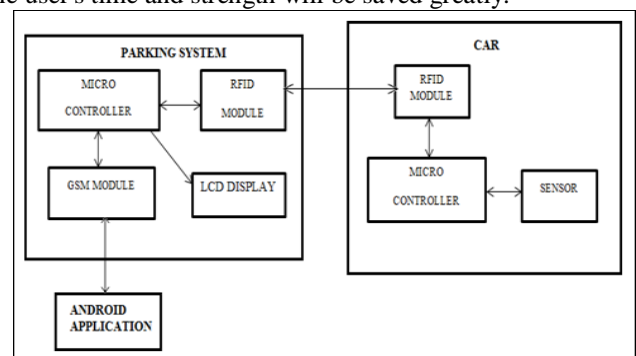 e user's time and strength will be saved greatly.
PARKING SYSTEM
MICRO
CONTROLLER
RFID
MODULE
GSM MODULE
LCD DISPLAY
ANDROID
APPLICATION
CAR
RFID
MODULE
MICRO
CONTROLLER
SENSOR